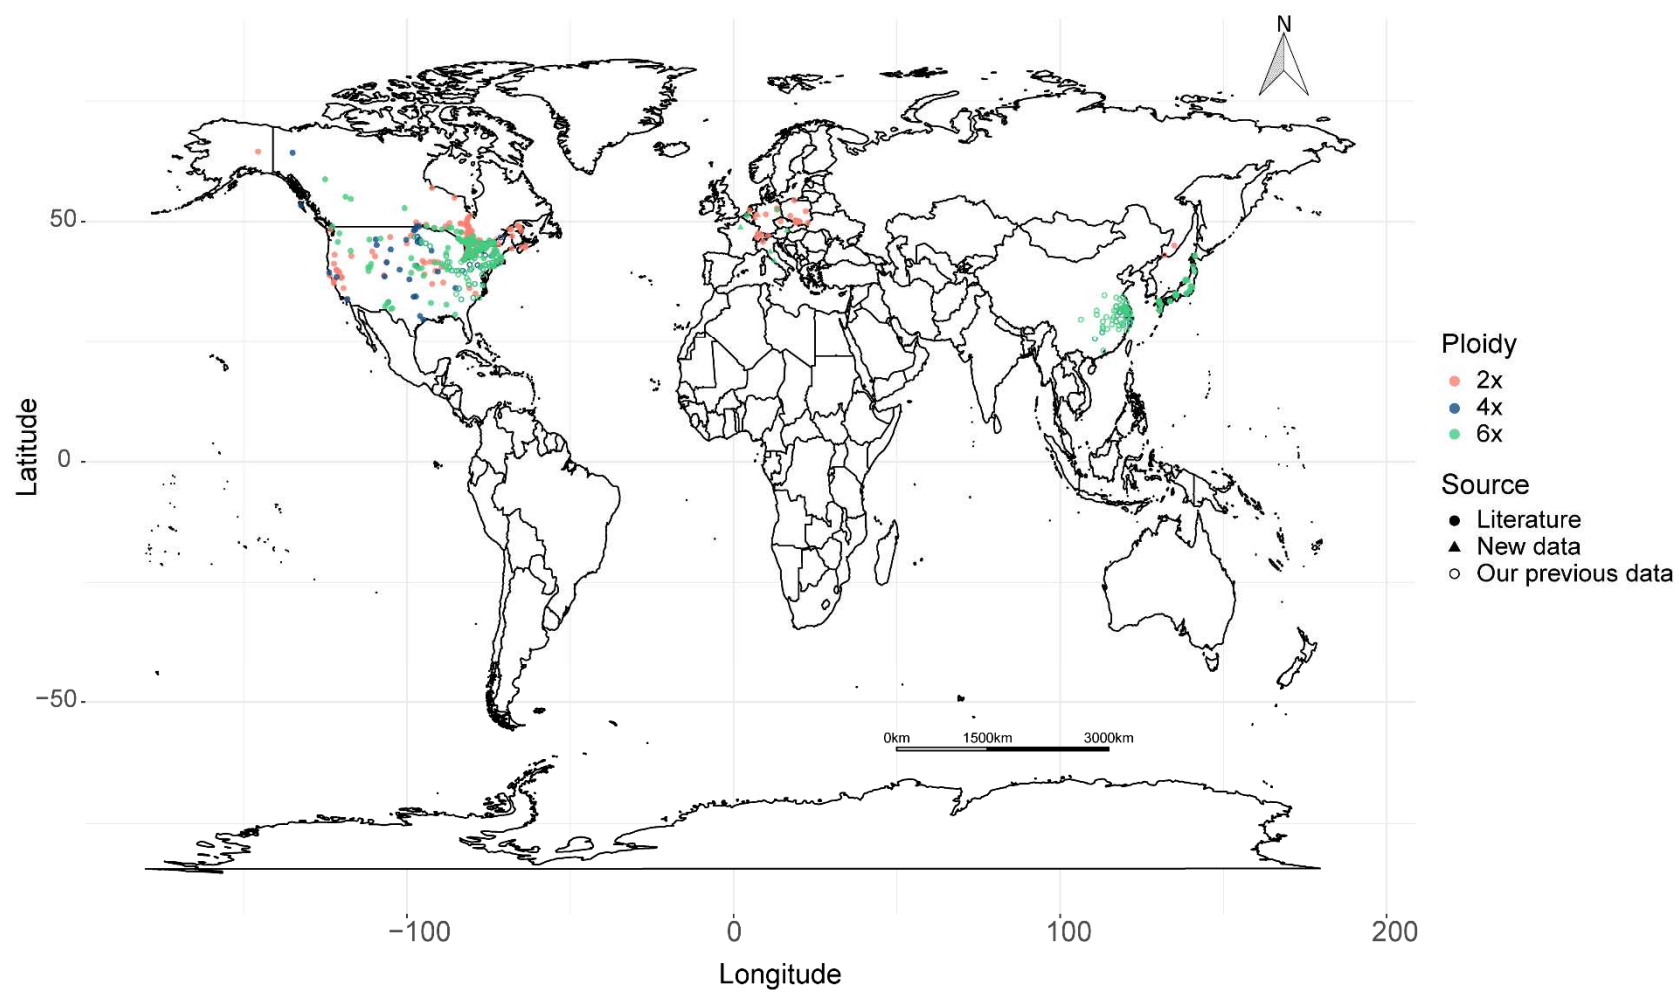 N
50
0
−50
Latitude
0km 1500km 3000km
−100 0 100 200
Longitude
Ploidy
2x
4x
6x
Source
Literature
New data
Our previous data